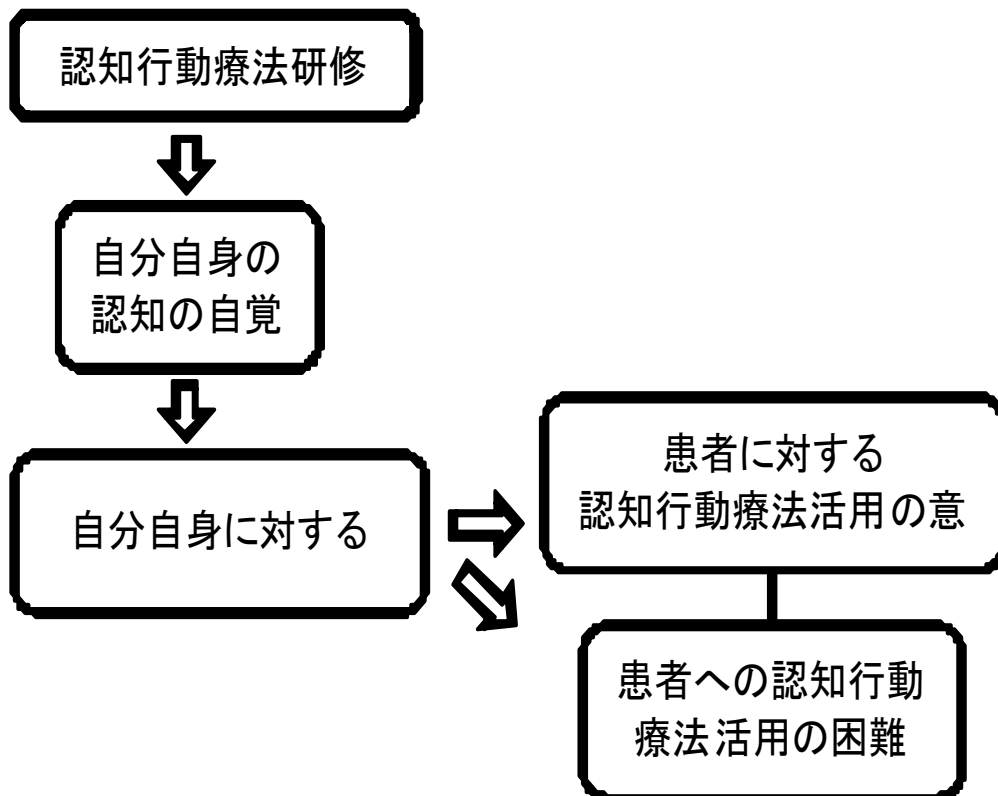 認知行動療法研修
自分自身の
認知の自覚
自分自身に対する
患者に対する
認知行動療法活用の意
患者への認知行動
療法活用の困難